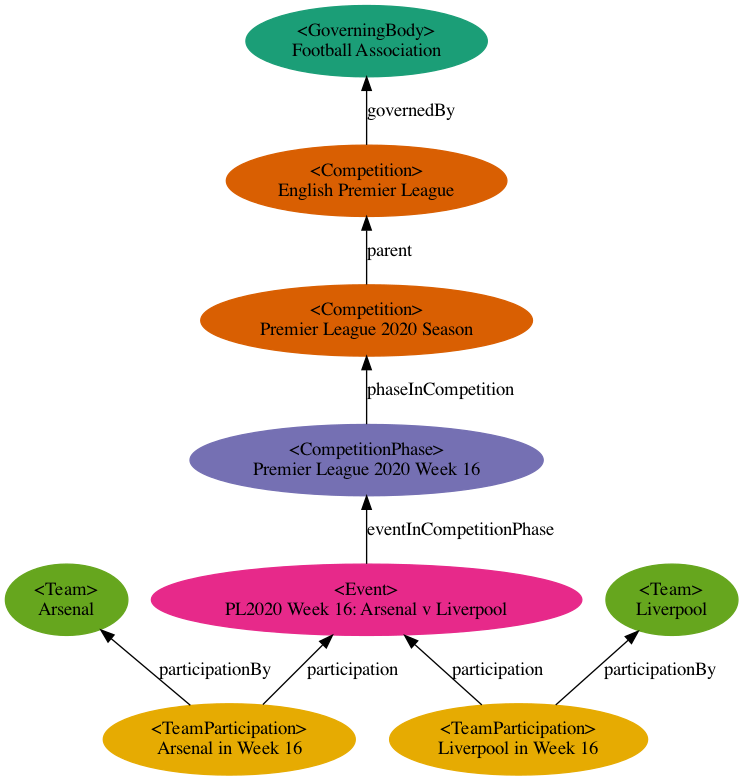 <GoverningBody>
Football Association
governedBy
<Competition>
English Premier League
parent
<Competition>
Premier League 2020 Season
phaseInCompetition
<CompetitionPhase>
Premier League 2020 Week 16
eventInCompetitionPhase
<Team>
Arsenal
<Event>
PL2020 Week 16: Arsenal v Liverpool
<Team>
Liverpool
participationBy
participation
participation
participationBy
<TeamParticipation>
Arsenal in Week 16
<TeamParticipation>
Liverpool in Week 16